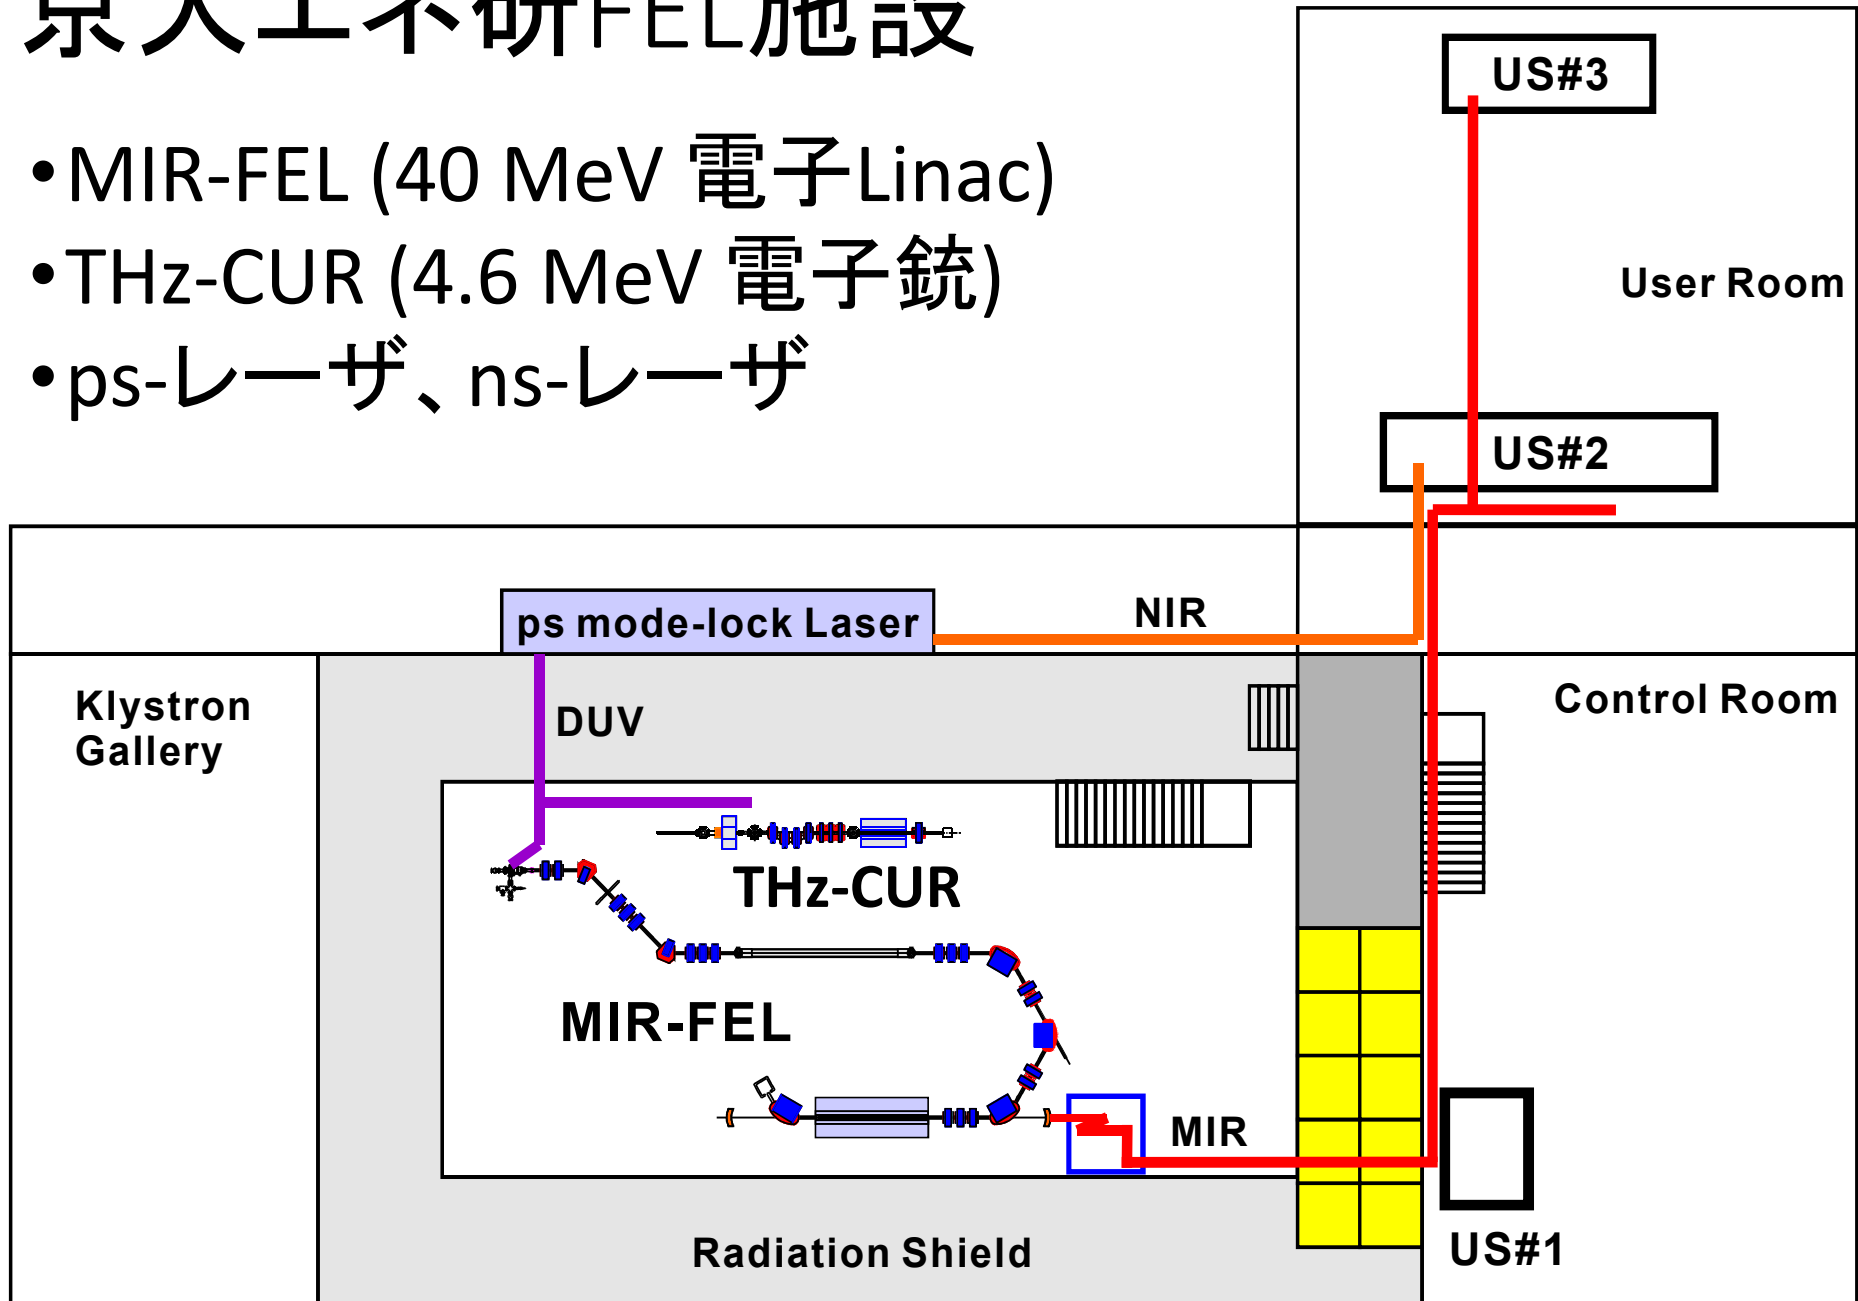 京大エネ研FEL施設
•MIR-FEL (40 MeV 電子Linac)
•THz-CUR (4.6 MeV 電子銃)
•ps-レーザ、ns-レーザ
US#3
User Room
US#2
ps mode-lock Laser
NIR
Klystron
Gallery
DUV
Control Room
THz-CUR
MIR-FEL
MIR
Radiation Shield
US#1